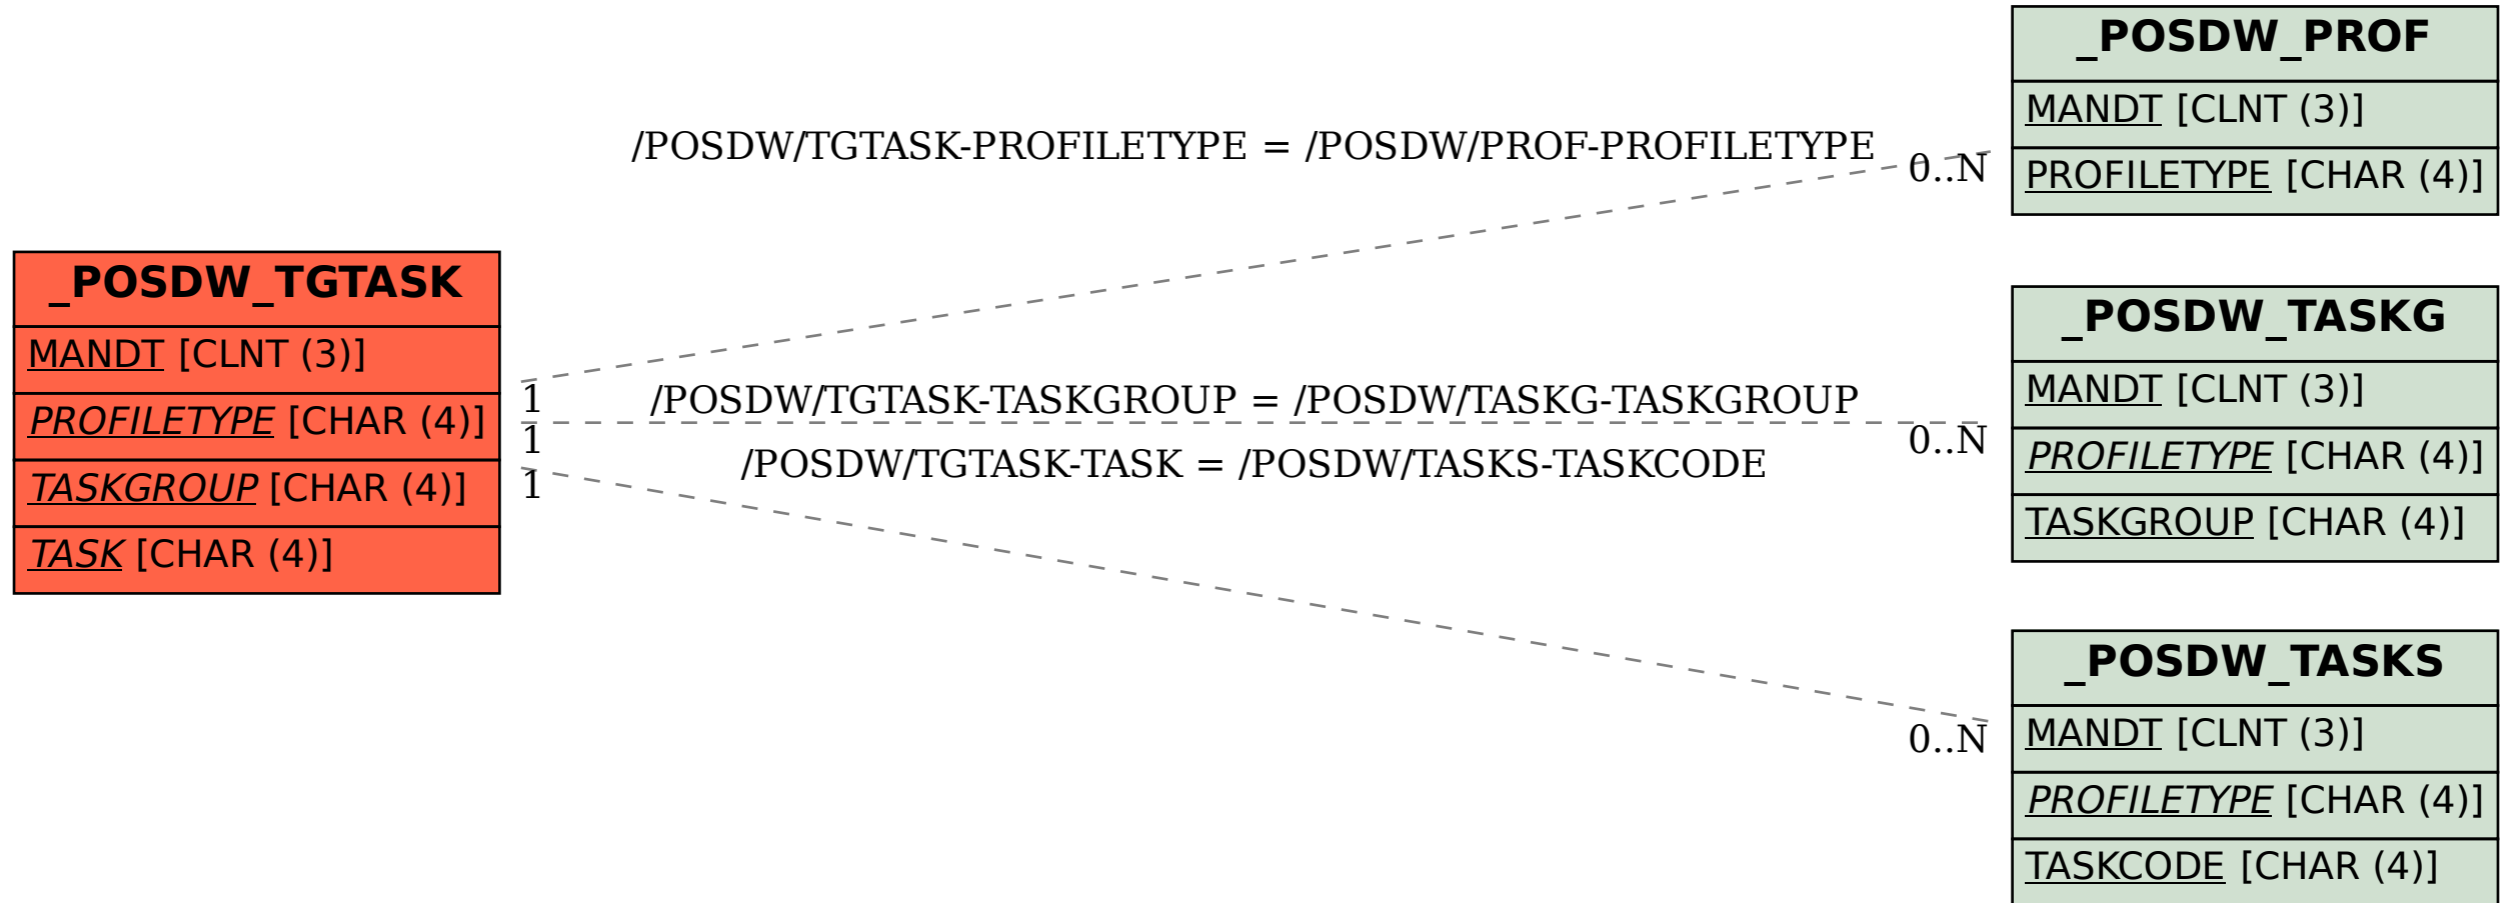 _POSDW_PROF
MANDT [CLNT (3)]
PROFILETYPE [CHAR (4)]
/POSDW/TGTASK-PROFILETYPE = /POSDW/PROF-PROFILETYPE
0..N
_POSDW_TGTASK
MANDT [CLNT (3)]
PROFILETYPE [CHAR (4)]
TASKGROUP [CHAR (4)]
TASK [CHAR (4)]
1
/POSDW/TGTASK-TASKGROUP = /POSDW/TASKG-TASKGROUP
1
0..N
/POSDW/TGTASK-TASK = /POSDW/TASKS-TASKCODE
1
0..N
_POSDW_TASKG
MANDT [CLNT (3)]
PROFILETYPE [CHAR (4)]
TASKGROUP [CHAR (4)]
_POSDW_TASKS
MANDT [CLNT (3)]
PROFILETYPE [CHAR (4)]
TASKCODE [CHAR (4)]